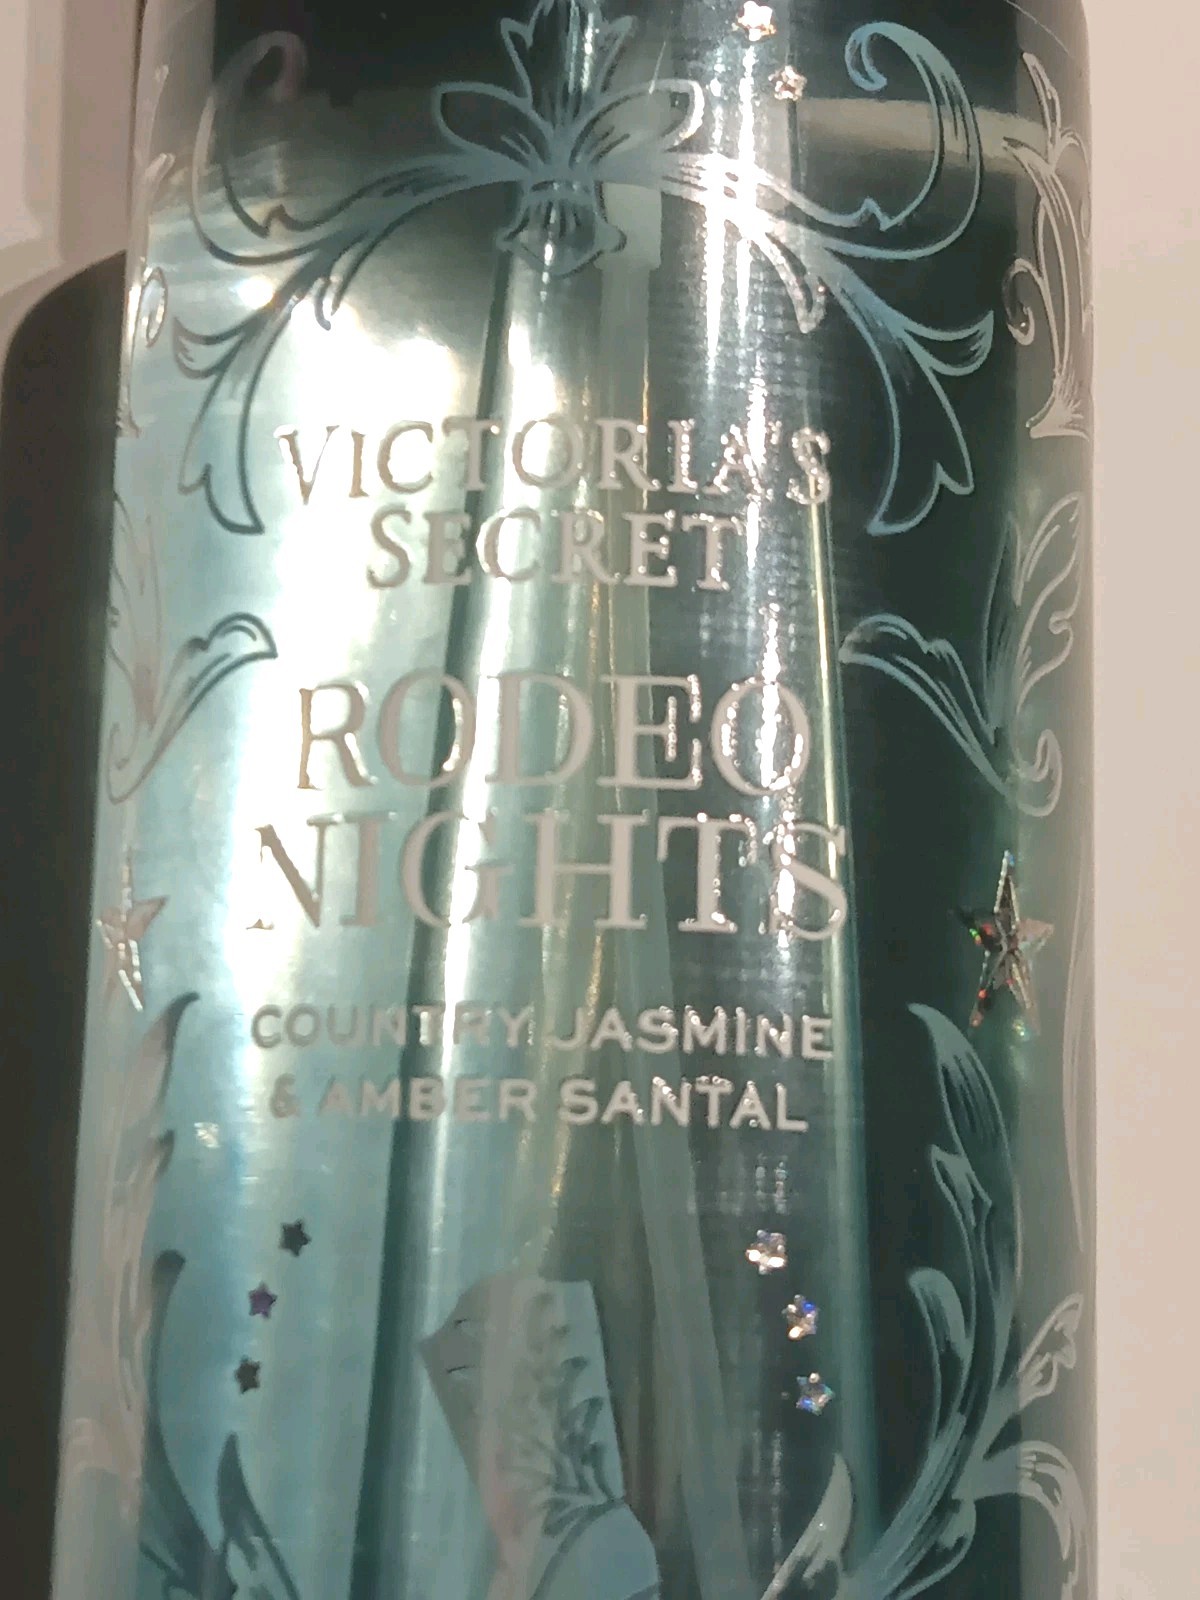 VICTORIA'S
SECRET
RODEO
NIGHTS
COUNTRY JASMINE
& AMBER SANTAL